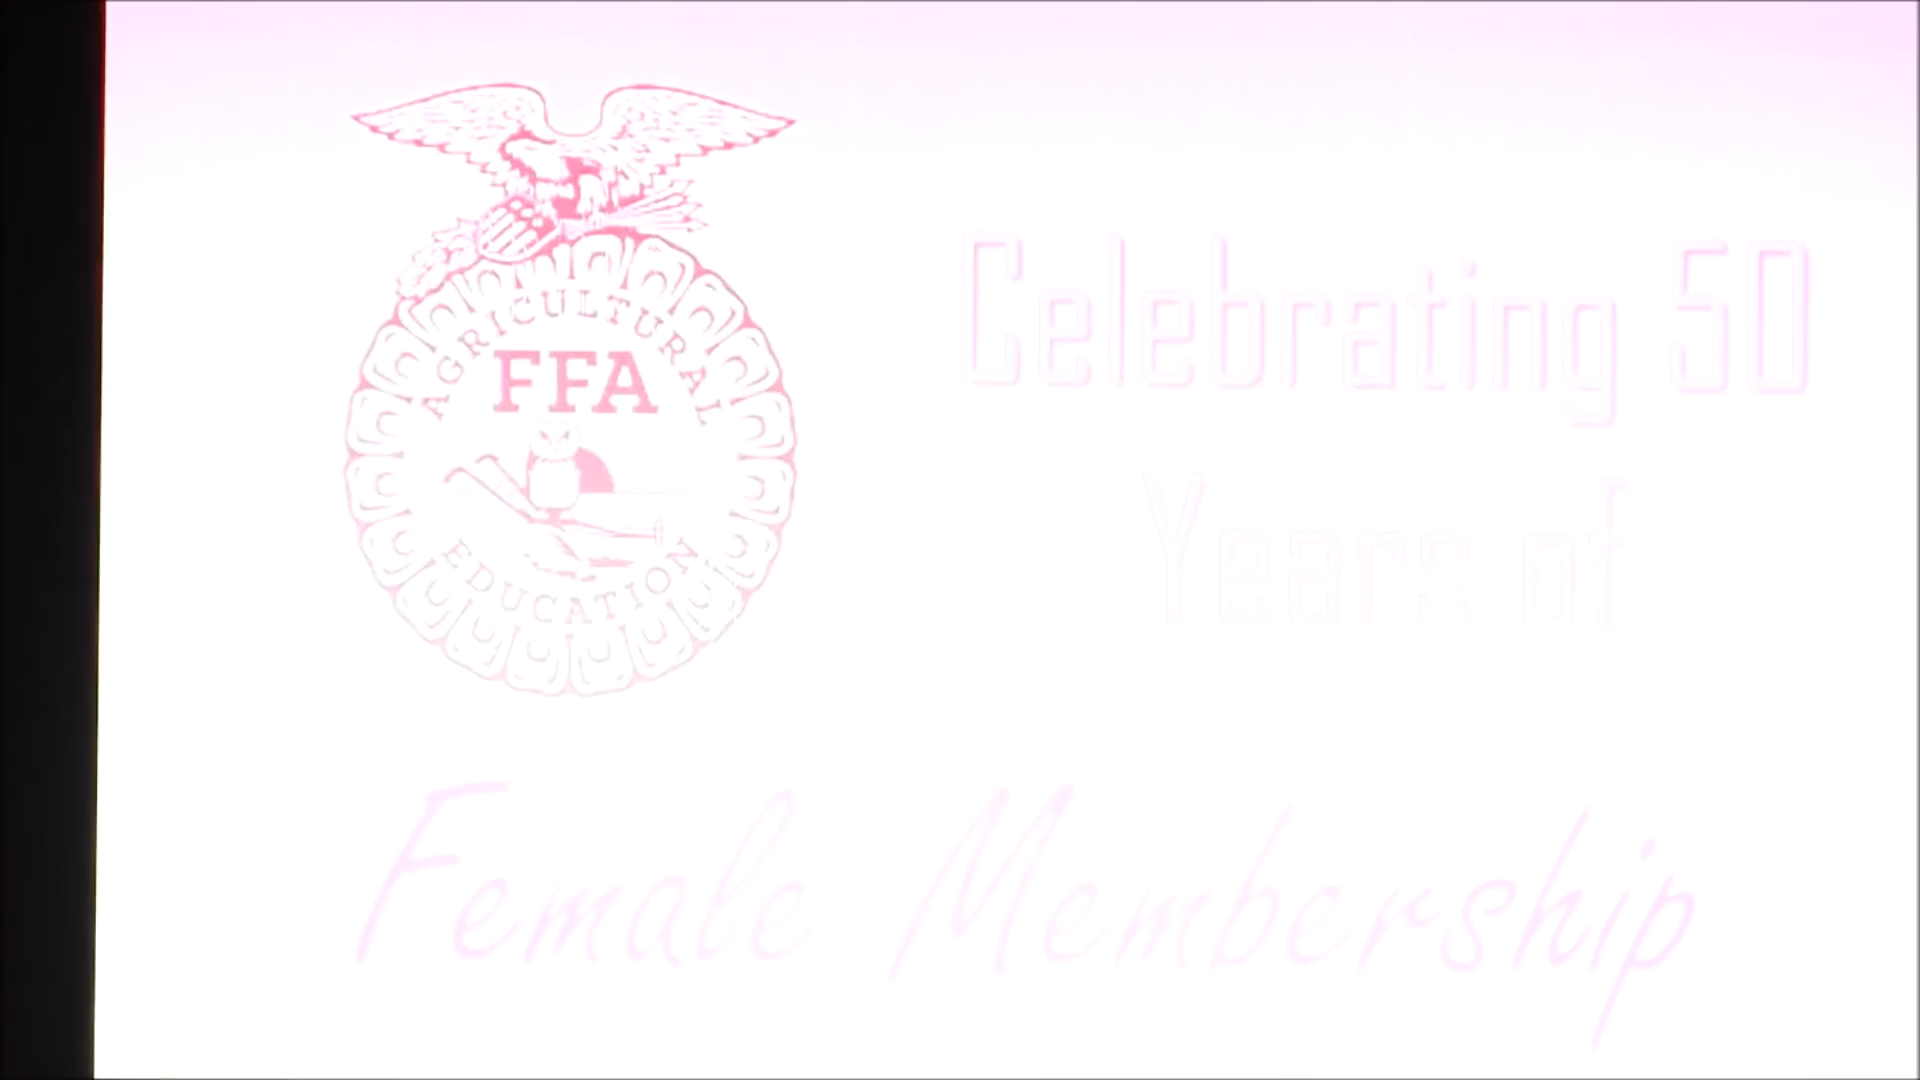 AGRICULTURAL
FFA
EDUCATION
Celebrating 50
Years of
Female Membership